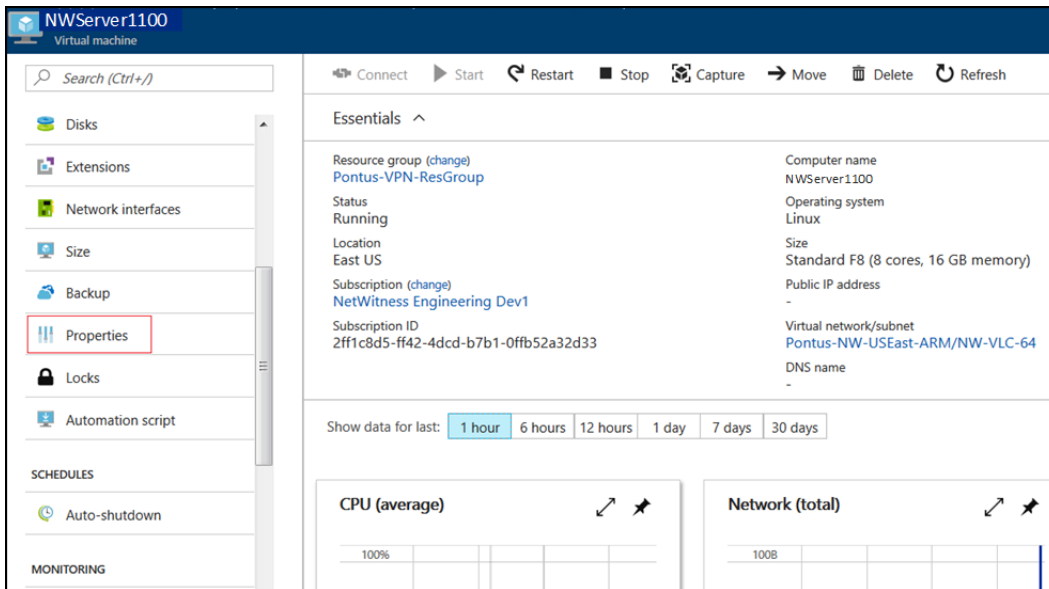 NWServer1100
Virtual machine
Search (Ctrl+/)
Disks
Extensions
Network interfaces
Size
Backup
Properties
Locks
Automation script
SCHEDULES
Auto-shutdown
MONITORING
Connect Start Restart Stop Capture Move Delete Refresh
Essentials
Resource group (change)
Pontus-VPN-ResGroup
Status
Running
Location
East US
Subscription (change)
NetWitness Engineering Dev1
Subscription ID
2ff1c8d5-ff42-4dcd-b7b1-0ffb52a32d33
Computer name
NWServer1100
Operating system
Linux
Size
Standard F8 (8 cores, 16 GB memory)
Public IP address
-
Virtual network/subnet
Pontus-NW-USEast-ARM/NW-VLC-64
DNS name
-
Show data for last: 1 hour 6 hours 12 hours 1 day 7 days 30 days
CPU (average)
100%
Network (total)
100B